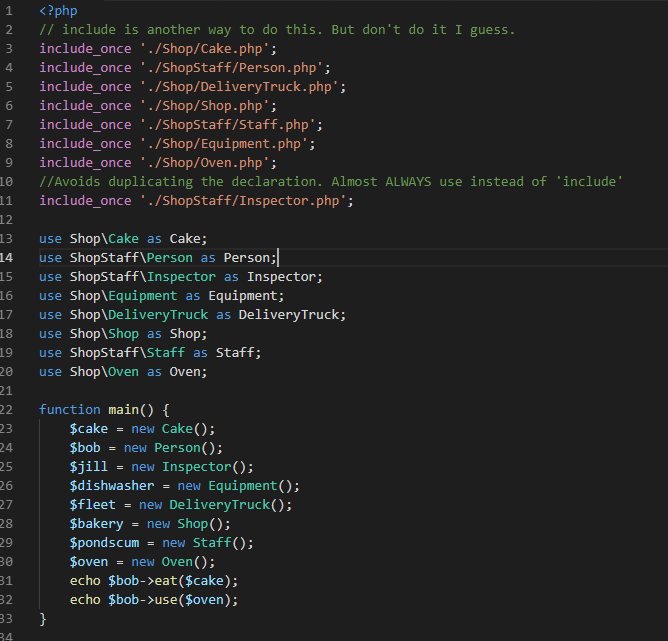 1 <?php
2 // include is another way to do this. But don't do it I guess.
3 include_once './Shop/Cake.php';
4 include_once './ShopStaff/Person.php';
5 include_once './Shop/DeliveryTruck.php';
6 include_once './Shop/Shop.php';
7 include_once './ShopStaff/Staff.php';
8 include_once './Shop/Equipment.php';
9 include_once './Shop/Oven.php';
10 //Avoids duplicating the declaration. Almost ALWAYS use instead of 'include'
11 include_once './ShopStaff/Inspector.php';
12
13 use Shop\Cake as Cake;
14 use ShopStaff\Person as Person;
15 use ShopStaff\Inspector as Inspector;
16 use Shop\Equipment as Equipment;
17 use Shop\DeliveryTruck as DeliveryTruck;
18 use Shop\Shop as Shop;
19 use ShopStaff\Staff as Staff;
20 use Shop\Oven as Oven;
21
22 function main() {
23 $cake = new Cake();
24 $bob = new Person();
25 $jill = new Inspector();
26 $dishwasher = new Equipment();
27 $fleet = new DeliveryTruck();
28 $bakery = new Shop();
29 $pondscum = new Staff();
30 $oven = new Oven();
31 echo $bob->eat($cake);
32 echo $bob->use($oven);
33 }
34